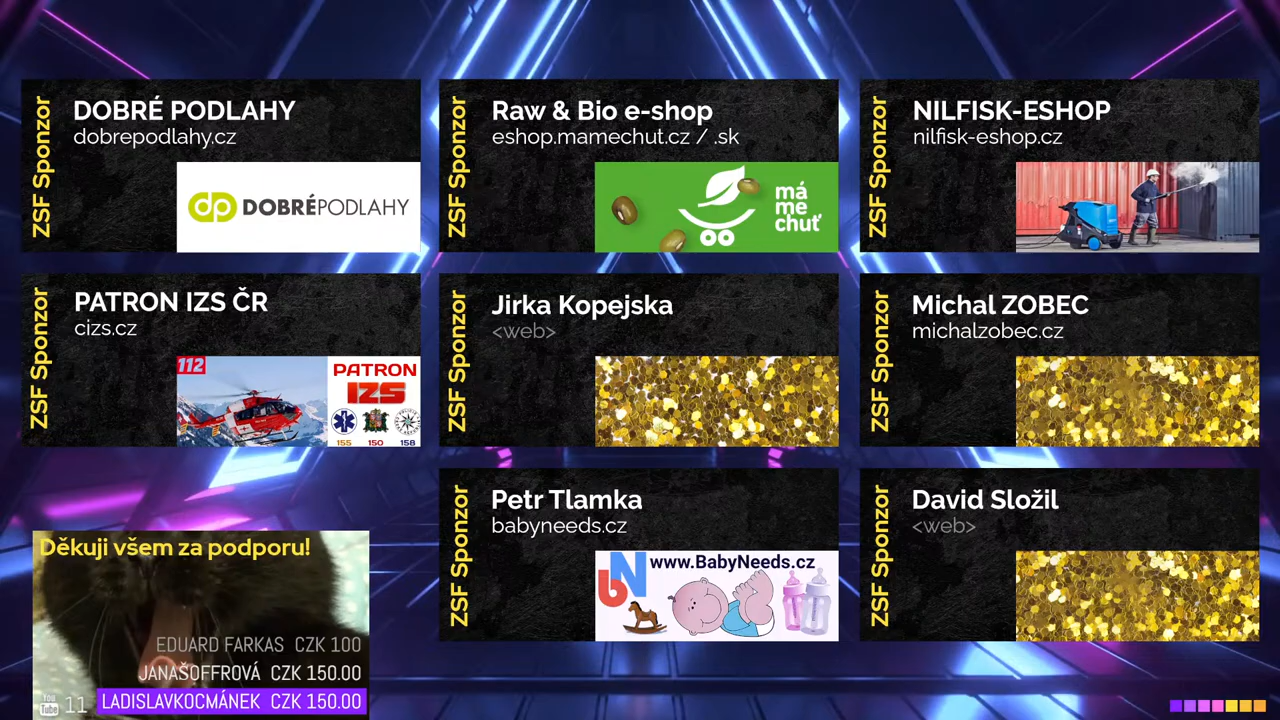 ZSF Sponzor
DOBRÉ PODLAHY
dobrepodlahy.cz
dp DOBRÉPODLAHY
ZSF Sponzor
Raw & Bio e-shop
eshop.mamechut.cz / .sk
má
me
chuť
ZSF Sponzor
NILFISK-ESHOP
nilfisk-eshop.cz
ZSF Sponzor
PATRON IZS ČR
cizs.cz
112
PATRON
IZS
155 150 158
ZSF Sponzor
Jirka Kopejska
<web>
ZSF Sponzor
Michal ZOBEC
michalzobec.cz
ZSF Sponzor
Petr Tlamka
babyneeds.cz
bN www.BabyNeeds.cz
ZSF Sponzor
David Složil
<web>
Děkuji všem za podporu!
EDUARD FARKAS CZK 100
JANAŠOFFROVÁ CZK 150.00
LADISLAVKOCMÁNEK CZK 150.00
You
Tube 11